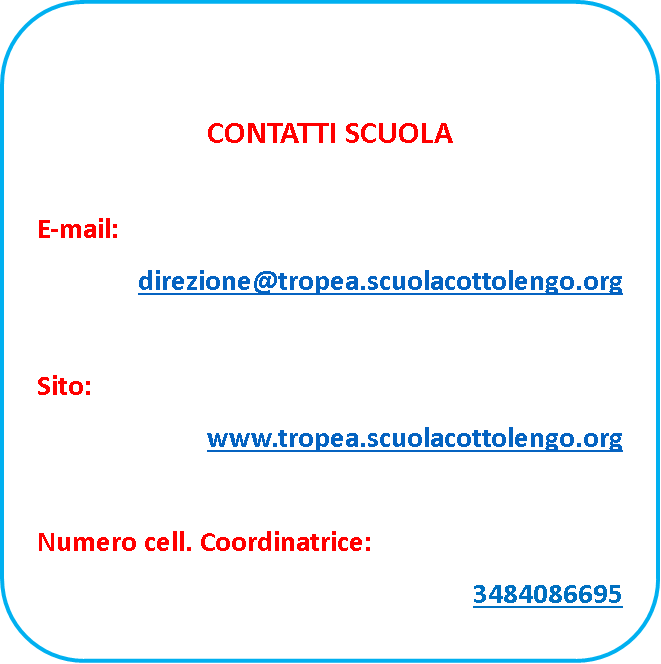 CONTATTI SCUOLA
E-mail:
direzione@tropea.scuolacottolengo.org
Sito:
www.tropea.scuolacottolengo.org
Numero cell. Coordinatrice:
3484086695